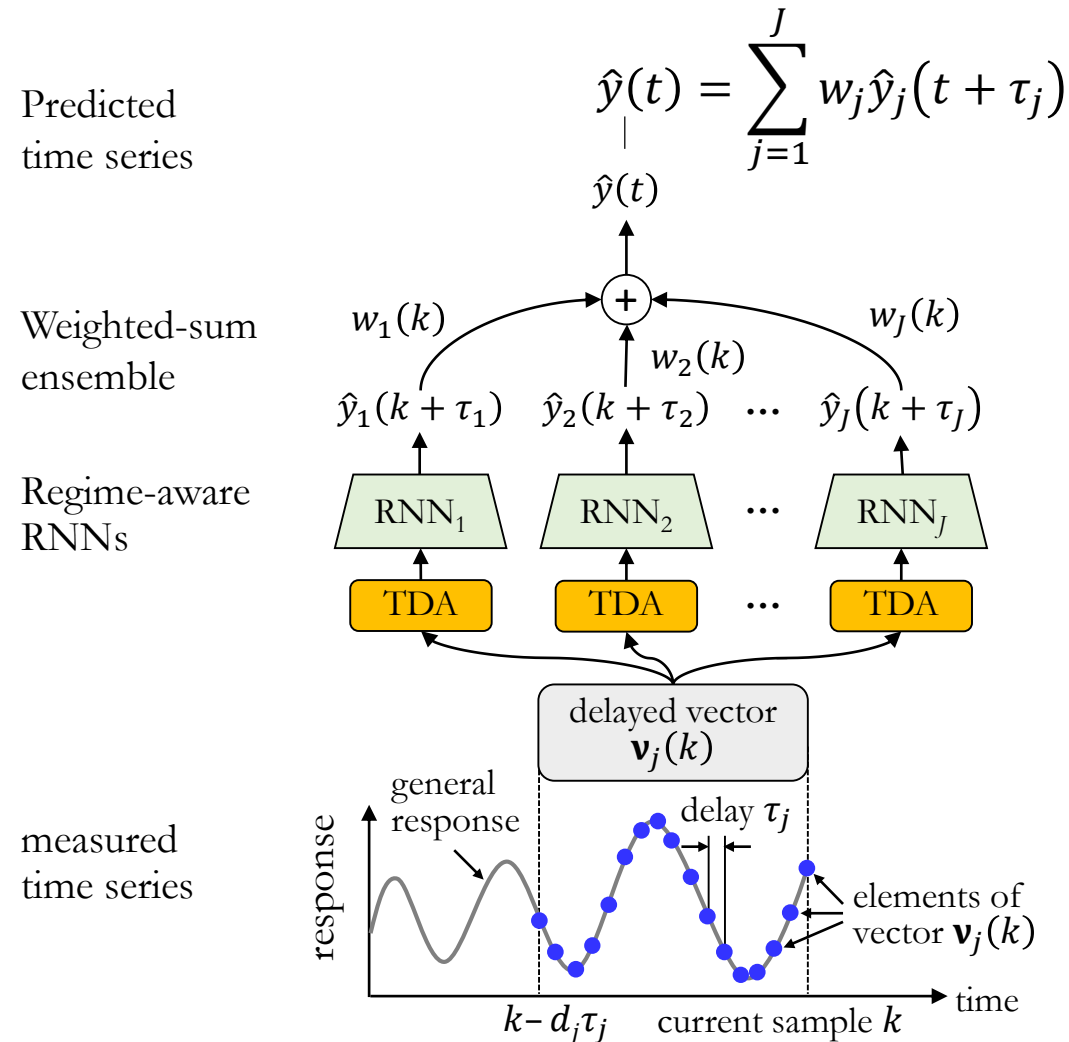 Predicted
time series
ŷ(t) = ∑_{j=1}^{J} w_j ŷ_j(t + τ_j)
ŷ(t)
+
Weighted-sum
ensemble
w_1(k)
w_2(k)
w_J(k)
ŷ_1(k + τ_1) ŷ_2(k + τ_2) ... ŷ_J(k + τ_J)
Regime-aware
RNNs
RNN_1 RNN_2 ... RNN_J
TDA TDA ... TDA
delayed vector
𝐯_j(k)
measured
time series
response
general
response
delay τ_j
elements of
vector 𝐯_j(k)
time
k – d_j τ_j
current sample k